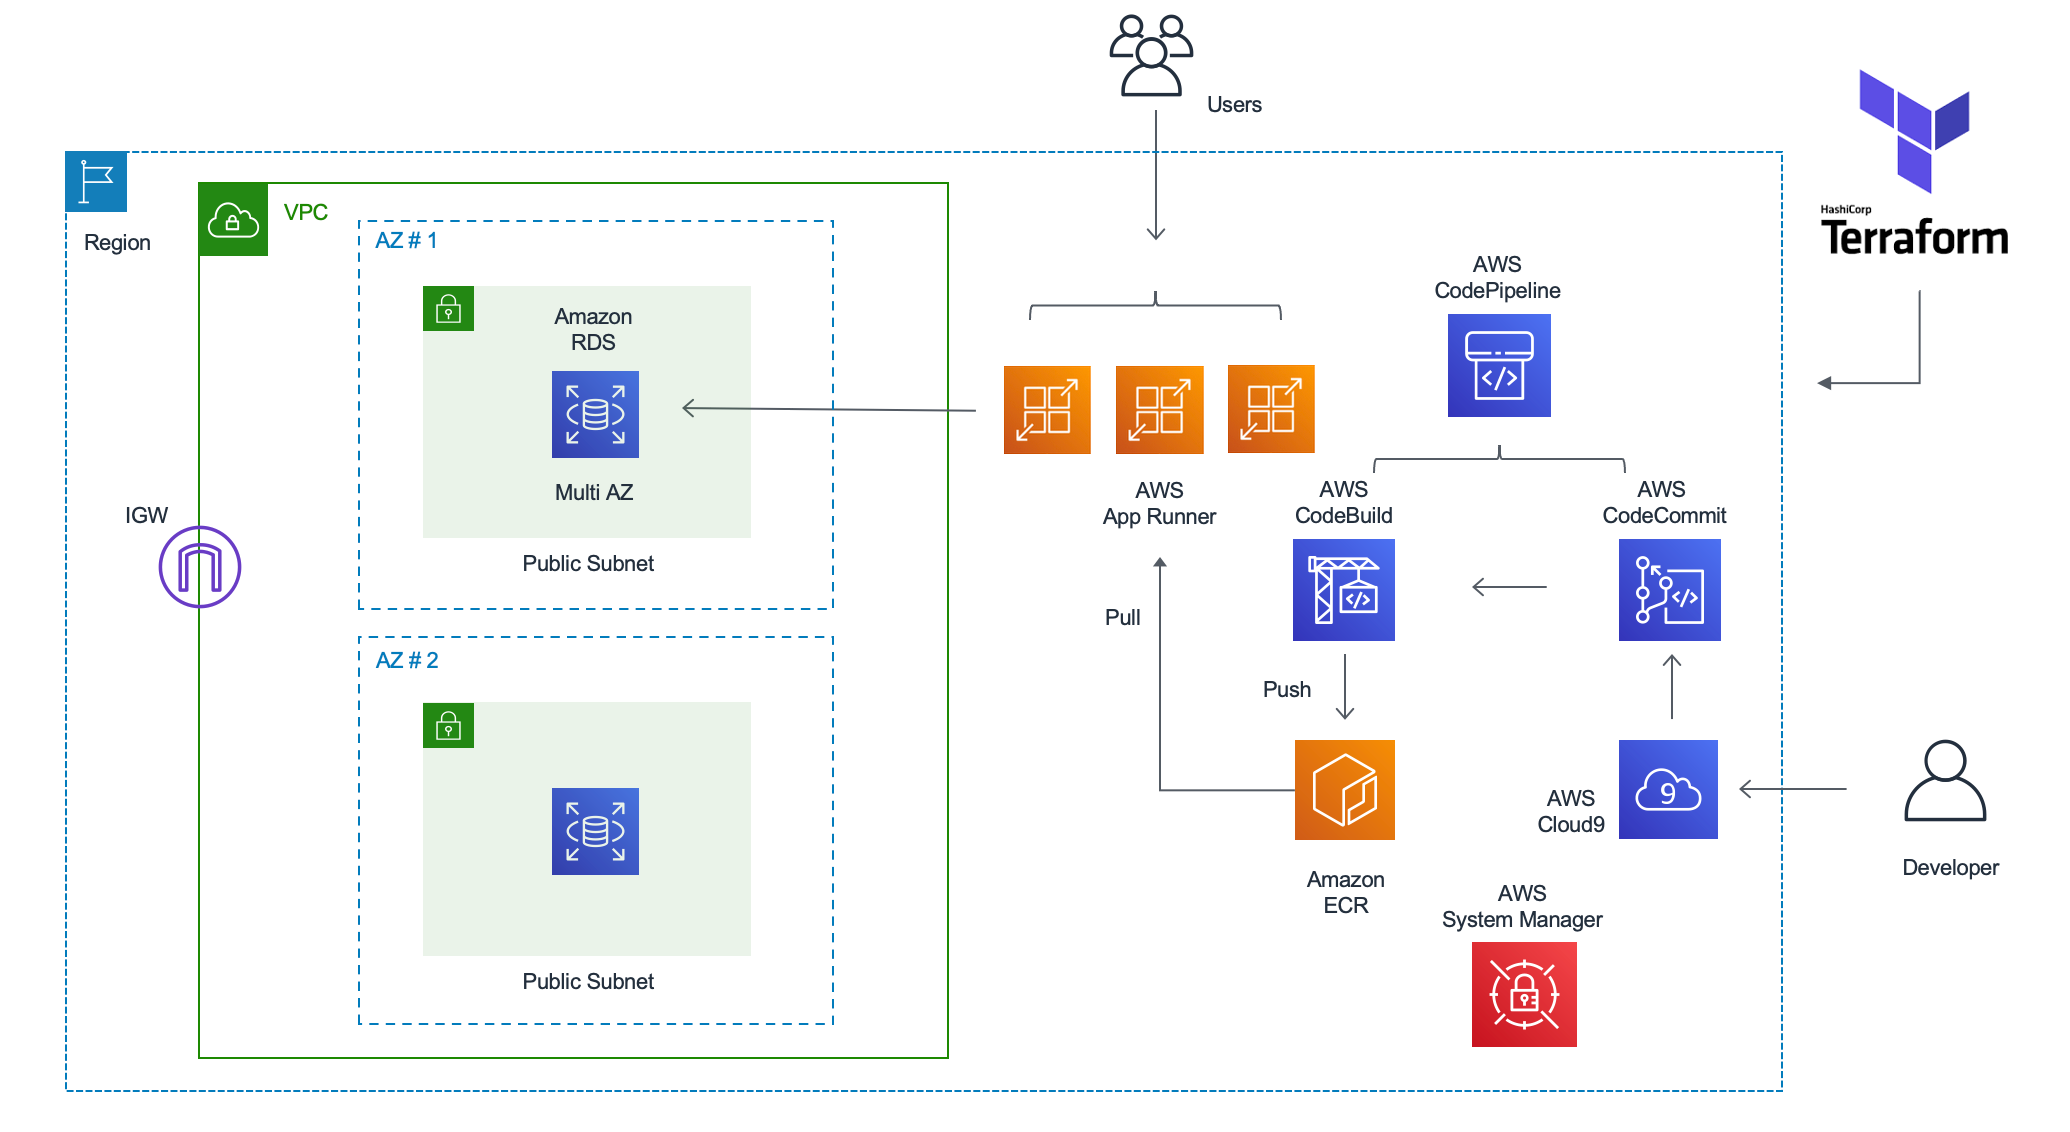 Users
HashiCorp
Terraform
Region
VPC
AZ # 1
Amazon
RDS
Multi AZ
Public Subnet
IGW
AZ # 2
Public Subnet
AWS
App Runner
AWS
CodePipeline
AWS
CodeBuild
AWS
CodeCommit
Pull
Push
Amazon
ECR
AWS
Cloud9
9
Developer
AWS
System Manager